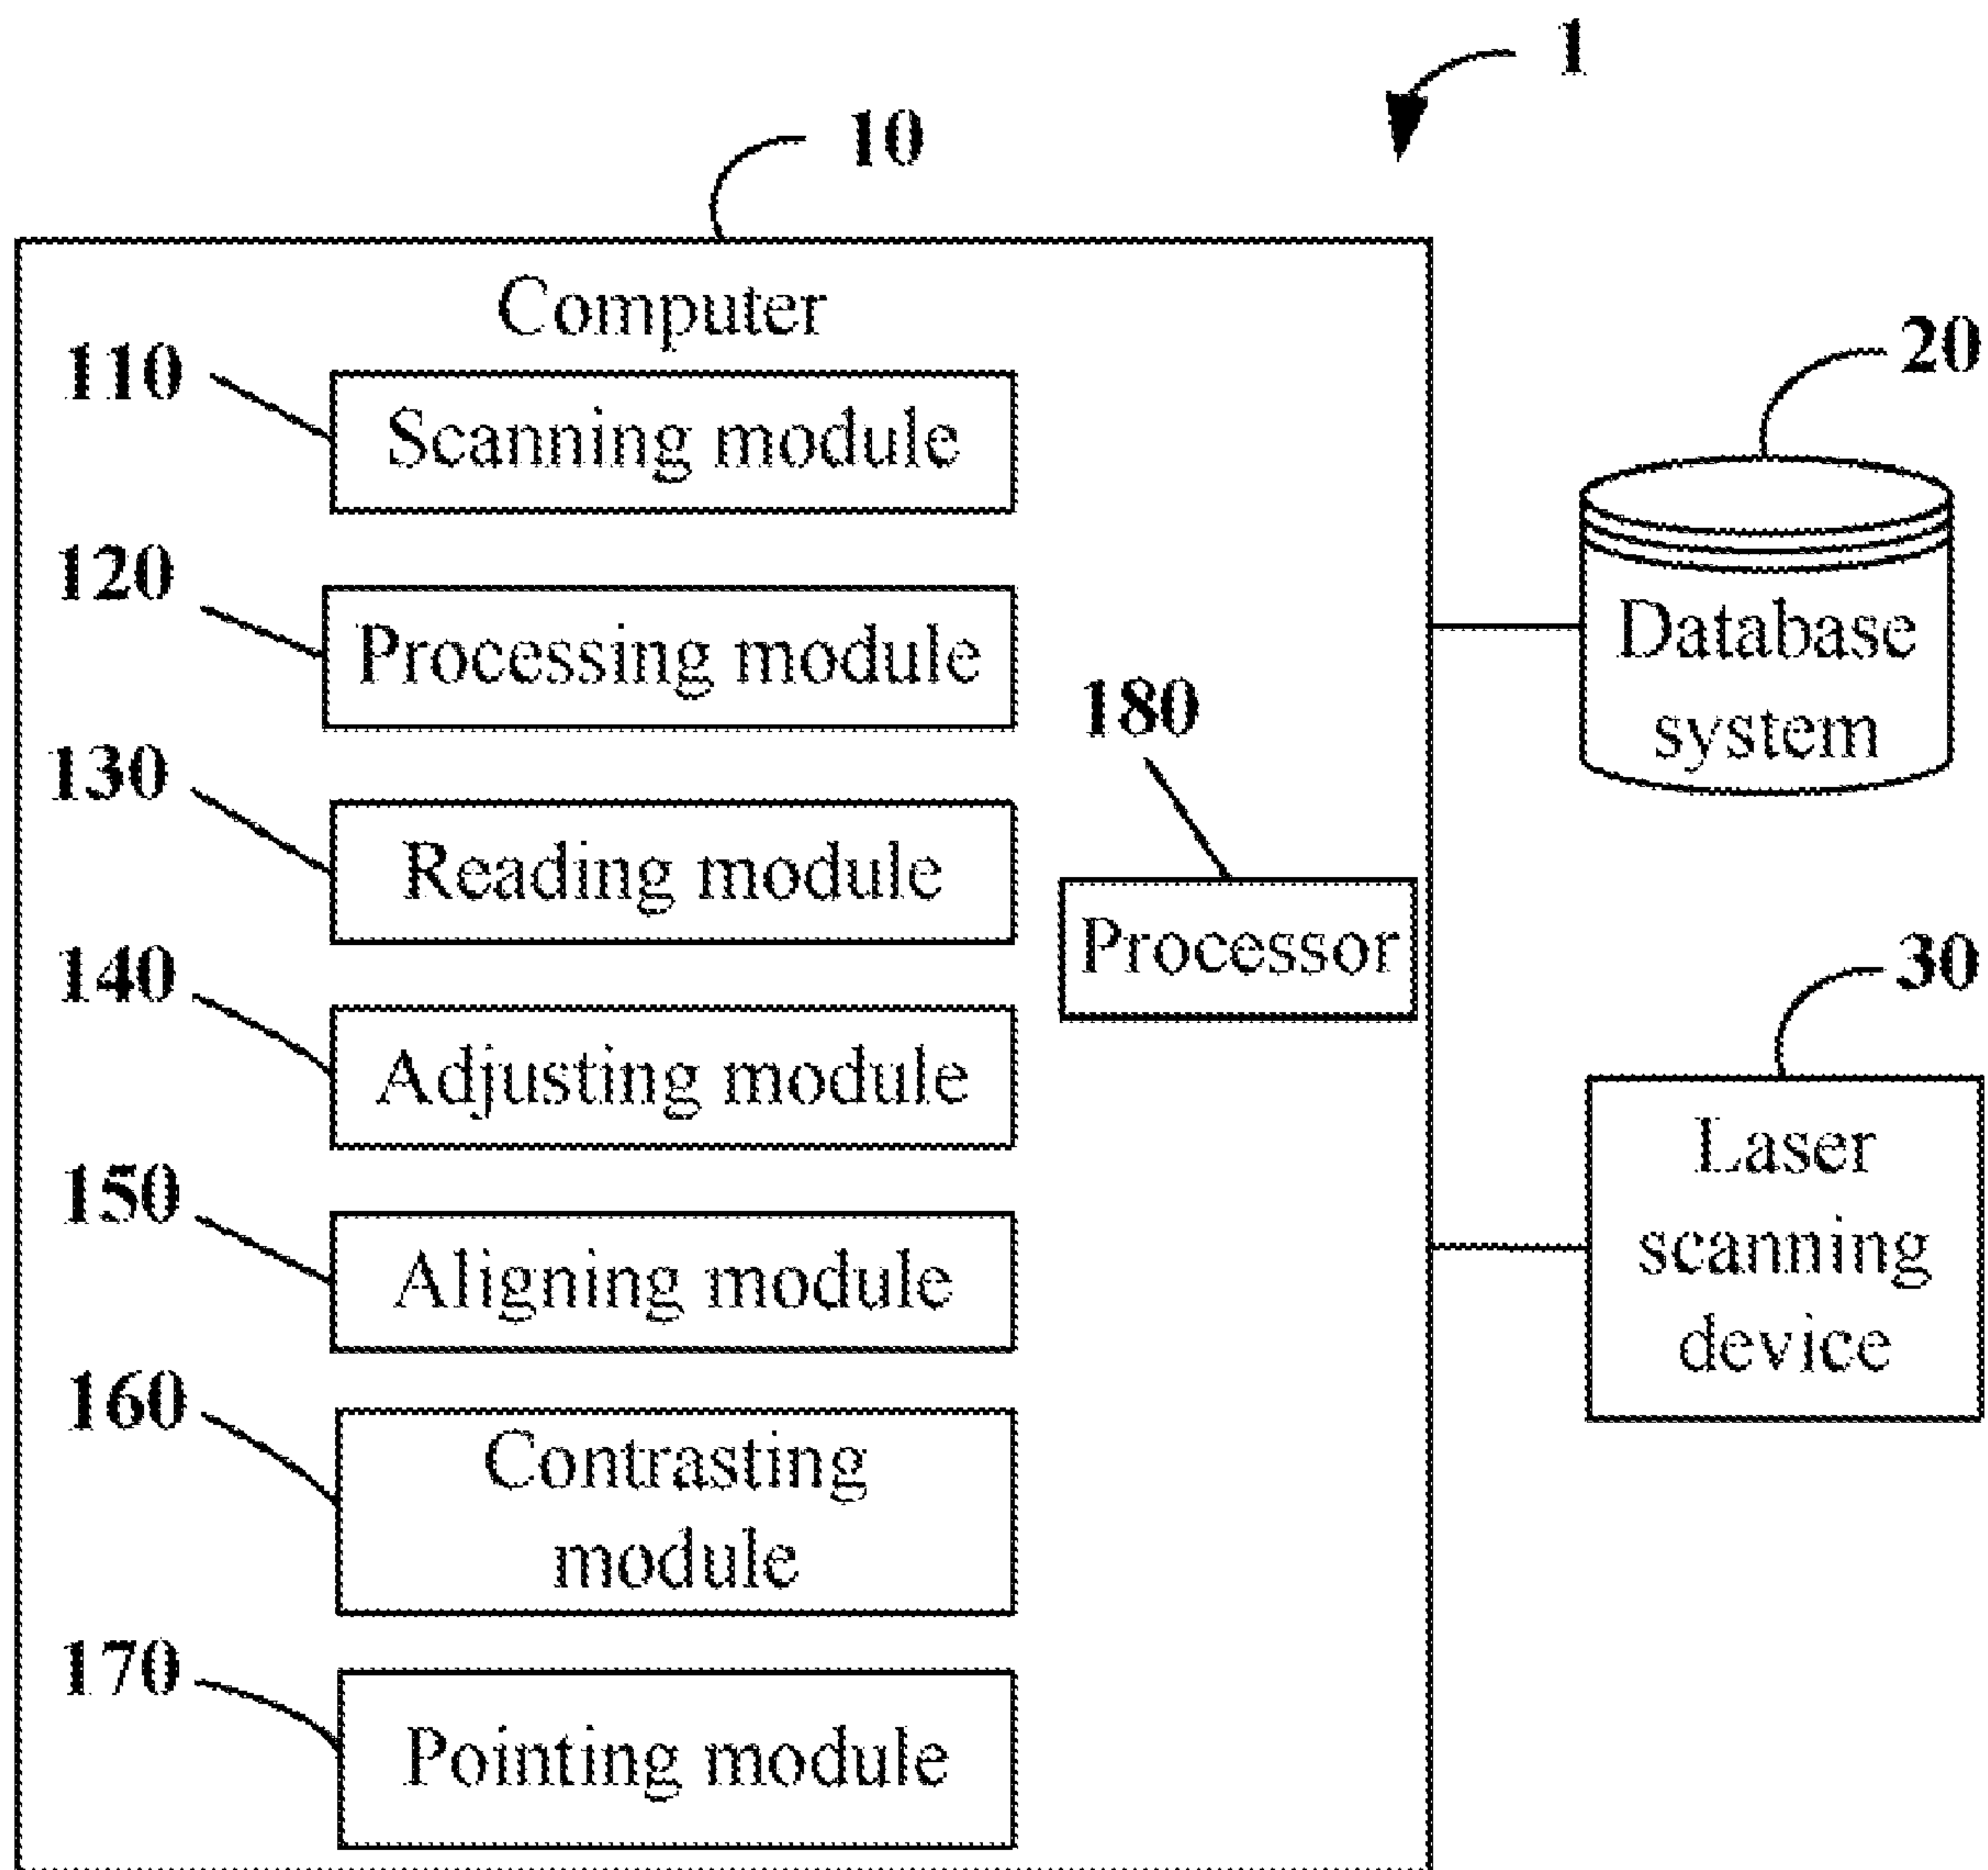 1
10
Computer
110
Scanning module
120
Processing module
130
Reading module
140
Adjusting module
150
Aligning module
160
Contrasting
module
170
Pointing module
180
Processor
20
Database
system
30
Laser
scanning
device